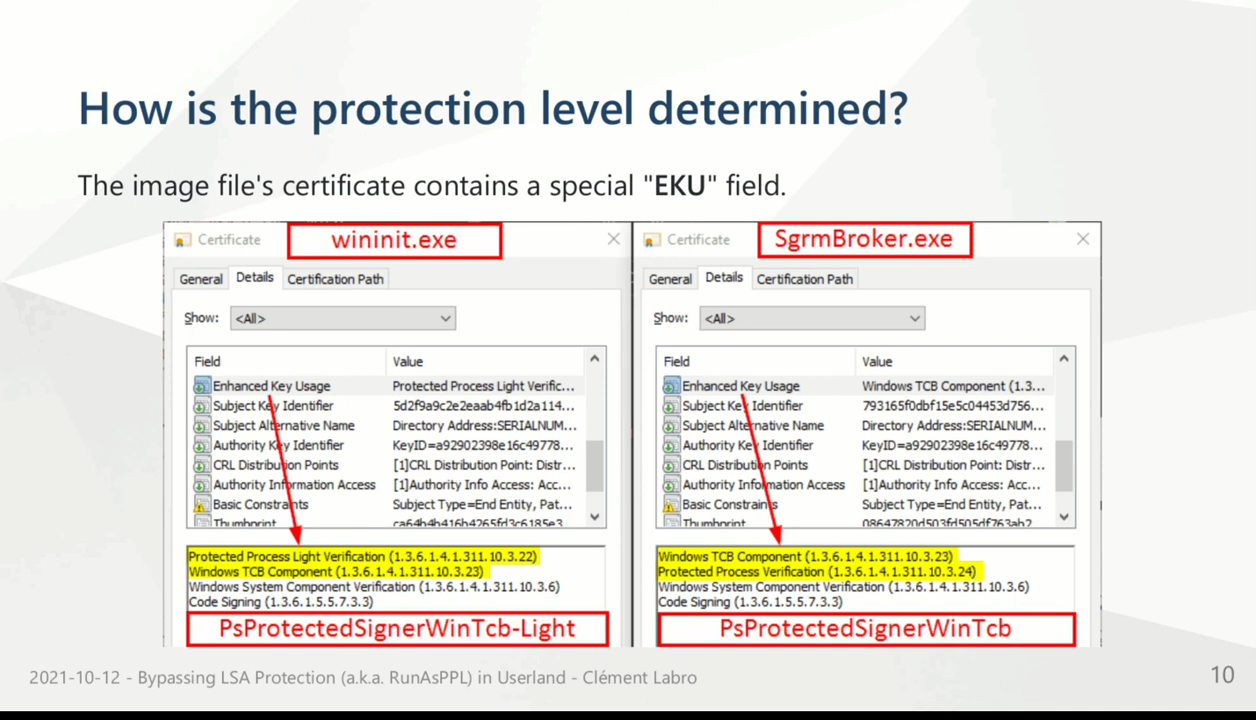 How is the protection level determined?
The image file's certificate contains a special "EKU" field.
Certificate
wininit.exe
General Details Certification Path
Show: <All>
Field Value
Enhanced Key Usage Protected Process Light Verific...
Subject Key Identifier 5d2f9a9c2e2eaab4fb1d2a114...
Subject Alternative Name Directory Address:SERIALNUM...
Authority Key Identifier KeyID=a92902398e16c49778...
CRL Distribution Points [1]CRL Distribution Point: Distr...
Authority Information Access [1]Authority Info Access: Acc...
Basic Constraints Subject Type=End Entity, Pat...
Thumbprint ca64b4b416b4265fd3c6185e3
Protected Process Light Verification (1.3.6.1.4.1.311.10.3.22)
Windows TCB Component (1.3.6.1.4.1.311.10.3.23)
Windows System Component Verification (1.3.6.1.4.1.311.10.3.6)
Code Signing (1.3.6.1.5.5.7.3.3)
PsProtectedSignerWinTcb-Light
Certificate
SgrmBroker.exe
General Details Certification Path
Show: <All>
Field Value
Enhanced Key Usage Windows TCB Component (1.3...
Subject Key Identifier 793165f0dbf15e5c04453d756...
Subject Alternative Name Directory Address:SERIALNUM...
Authority Key Identifier KeyID=a92902398e16c49778...
CRL Distribution Points [1]CRL Distribution Point: Distr...
Authority Information Access [1]Authority Info Access: Acc...
Basic Constraints Subject Type=End Entity, Pat...
Thumbprint 08647820d503fd505df763ab2
Windows TCB Component (1.3.6.1.4.1.311.10.3.23)
Protected Process Verification (1.3.6.1.4.1.311.10.3.24)
Windows System Component Verification (1.3.6.1.4.1.311.10.3.6)
Code Signing (1.3.6.1.5.5.7.3.3)
PsProtectedSignerWinTcb
2021-10-12 - Bypassing LSA Protection (a.k.a. RunAsPPL) in Userland - Clément Labro
10